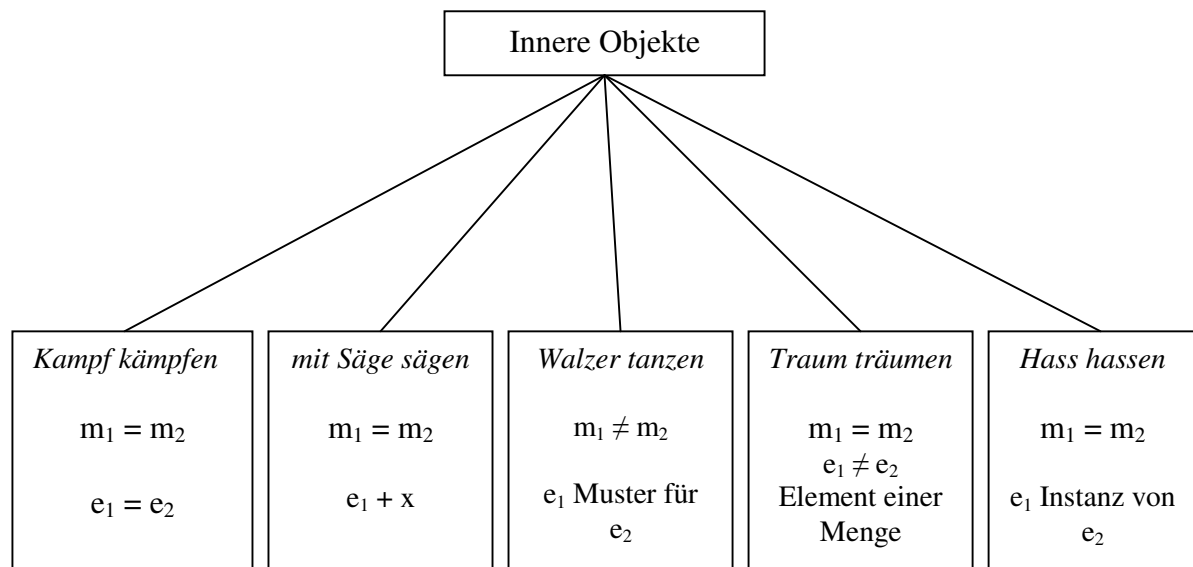 Innere Objekte
Kampf kämpfen
m₁ = m₂
e₁ = e₂
mit Säge sägen
m₁ = m₂
e₁ + x
Walzer tanzen
m₁ ≠ m₂
e₁ Muster für
e₂
Traum träumen
m₁ = m₂
e₁ ≠ e₂
Element einer
Menge
Hass hassen
m₁ = m₂
e₁ Instanz von
e₂